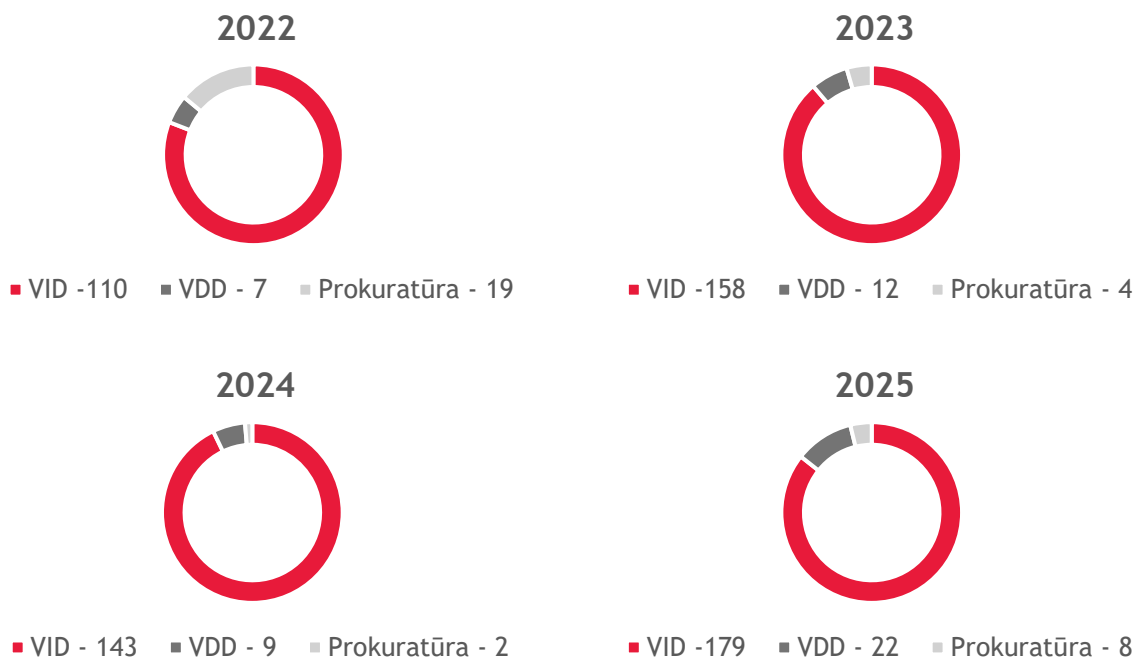 2022
VID -110 VDD - 7 Prokuratūra - 19
2023
VID -158 VDD - 12 Prokuratūra - 4
2024
VID - 143 VDD - 9 Prokuratūra - 2
2025
VID -179 VDD - 22 Prokuratūra - 8